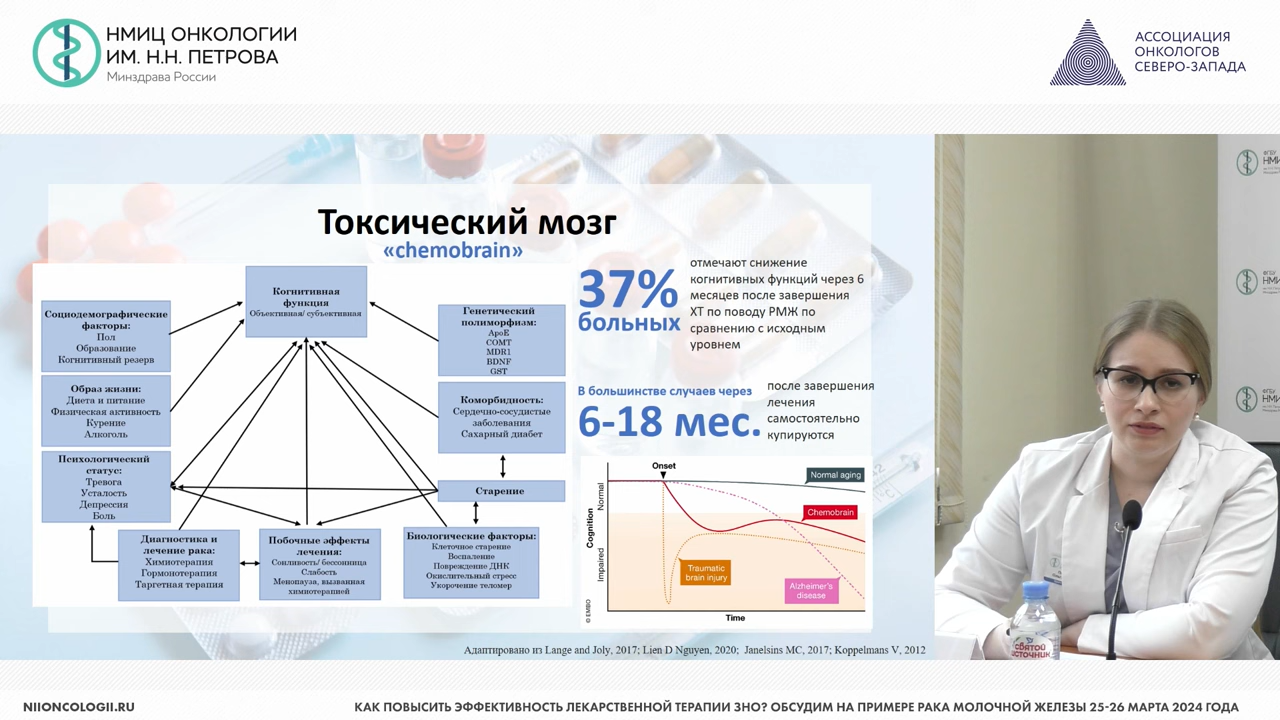 НМИЦ ОНКОЛОГИИ
ИМ. Н.Н. ПЕТРОВА
Минздрава России
АССОЦИАЦИЯ
ОНКОЛОГОВ
СЕВЕРО-ЗАПАДА
Токсический мозг
«chemobrain»
Когнитивная
функция
Объективная/ субъективная
Социодемографические
факторы:
Пол
Образование
Когнитивный резерв
Образ жизни:
Диета и питание
Физическая активность
Курение
Алкоголь
Психологический
статус:
Тревога
Усталость
Депрессия
Боль
Диагностика и
лечение рака:
Химиотерапия
Гормонотерапия
Таргетная терапия
Побочные эффекты
лечения:
Сонливость/ бессонница
Слабость
Менопауза, вызванная
химиотерапией
Биологические факторы:
Клеточное старение
Воспаление
Повреждение ДНК
Окислительный стресс
Укорочение теломер
Старение
Коморбидность:
Сердечно-сосудистые
заболевания
Сахарный диабет
Генетический
полиморфизм:
ApoE
COMT
MDR1
BDNF
GST
37%
больных
отмечают снижение
когнитивных функций через 6
месяцев после завершения
ХТ по поводу РМЖ по
сравнению с исходным
уровнем
В большинстве случаев через
6-18 мес.
после завершения
лечения
самостоятельно
купируются
Onset
Normal aging
Chemobrain
Traumatic
brain injury
Alzheimer's
disease
Cognition
Normal
Impaired
Time
© EMBO
Адаптировано из Lange and Joly, 2017; Lien D Nguyen, 2020; Janelsins MC, 2017; Koppelmans V, 2012
ФГБУ
НМИ
НМИ
НМИ
СВЯТОЙ
ИСТОЧНИК
NIIONCOLOGII.RU
КАК ПОВЫСИТЬ ЭФФЕКТИВНОСТЬ ЛЕКАРСТВЕННОЙ ТЕРАПИИ ЗНО? ОБСУДИМ НА ПРИМЕРЕ РАКА МОЛОЧНОЙ ЖЕЛЕЗЫ 25-26 МАРТА 2024 ГОДА